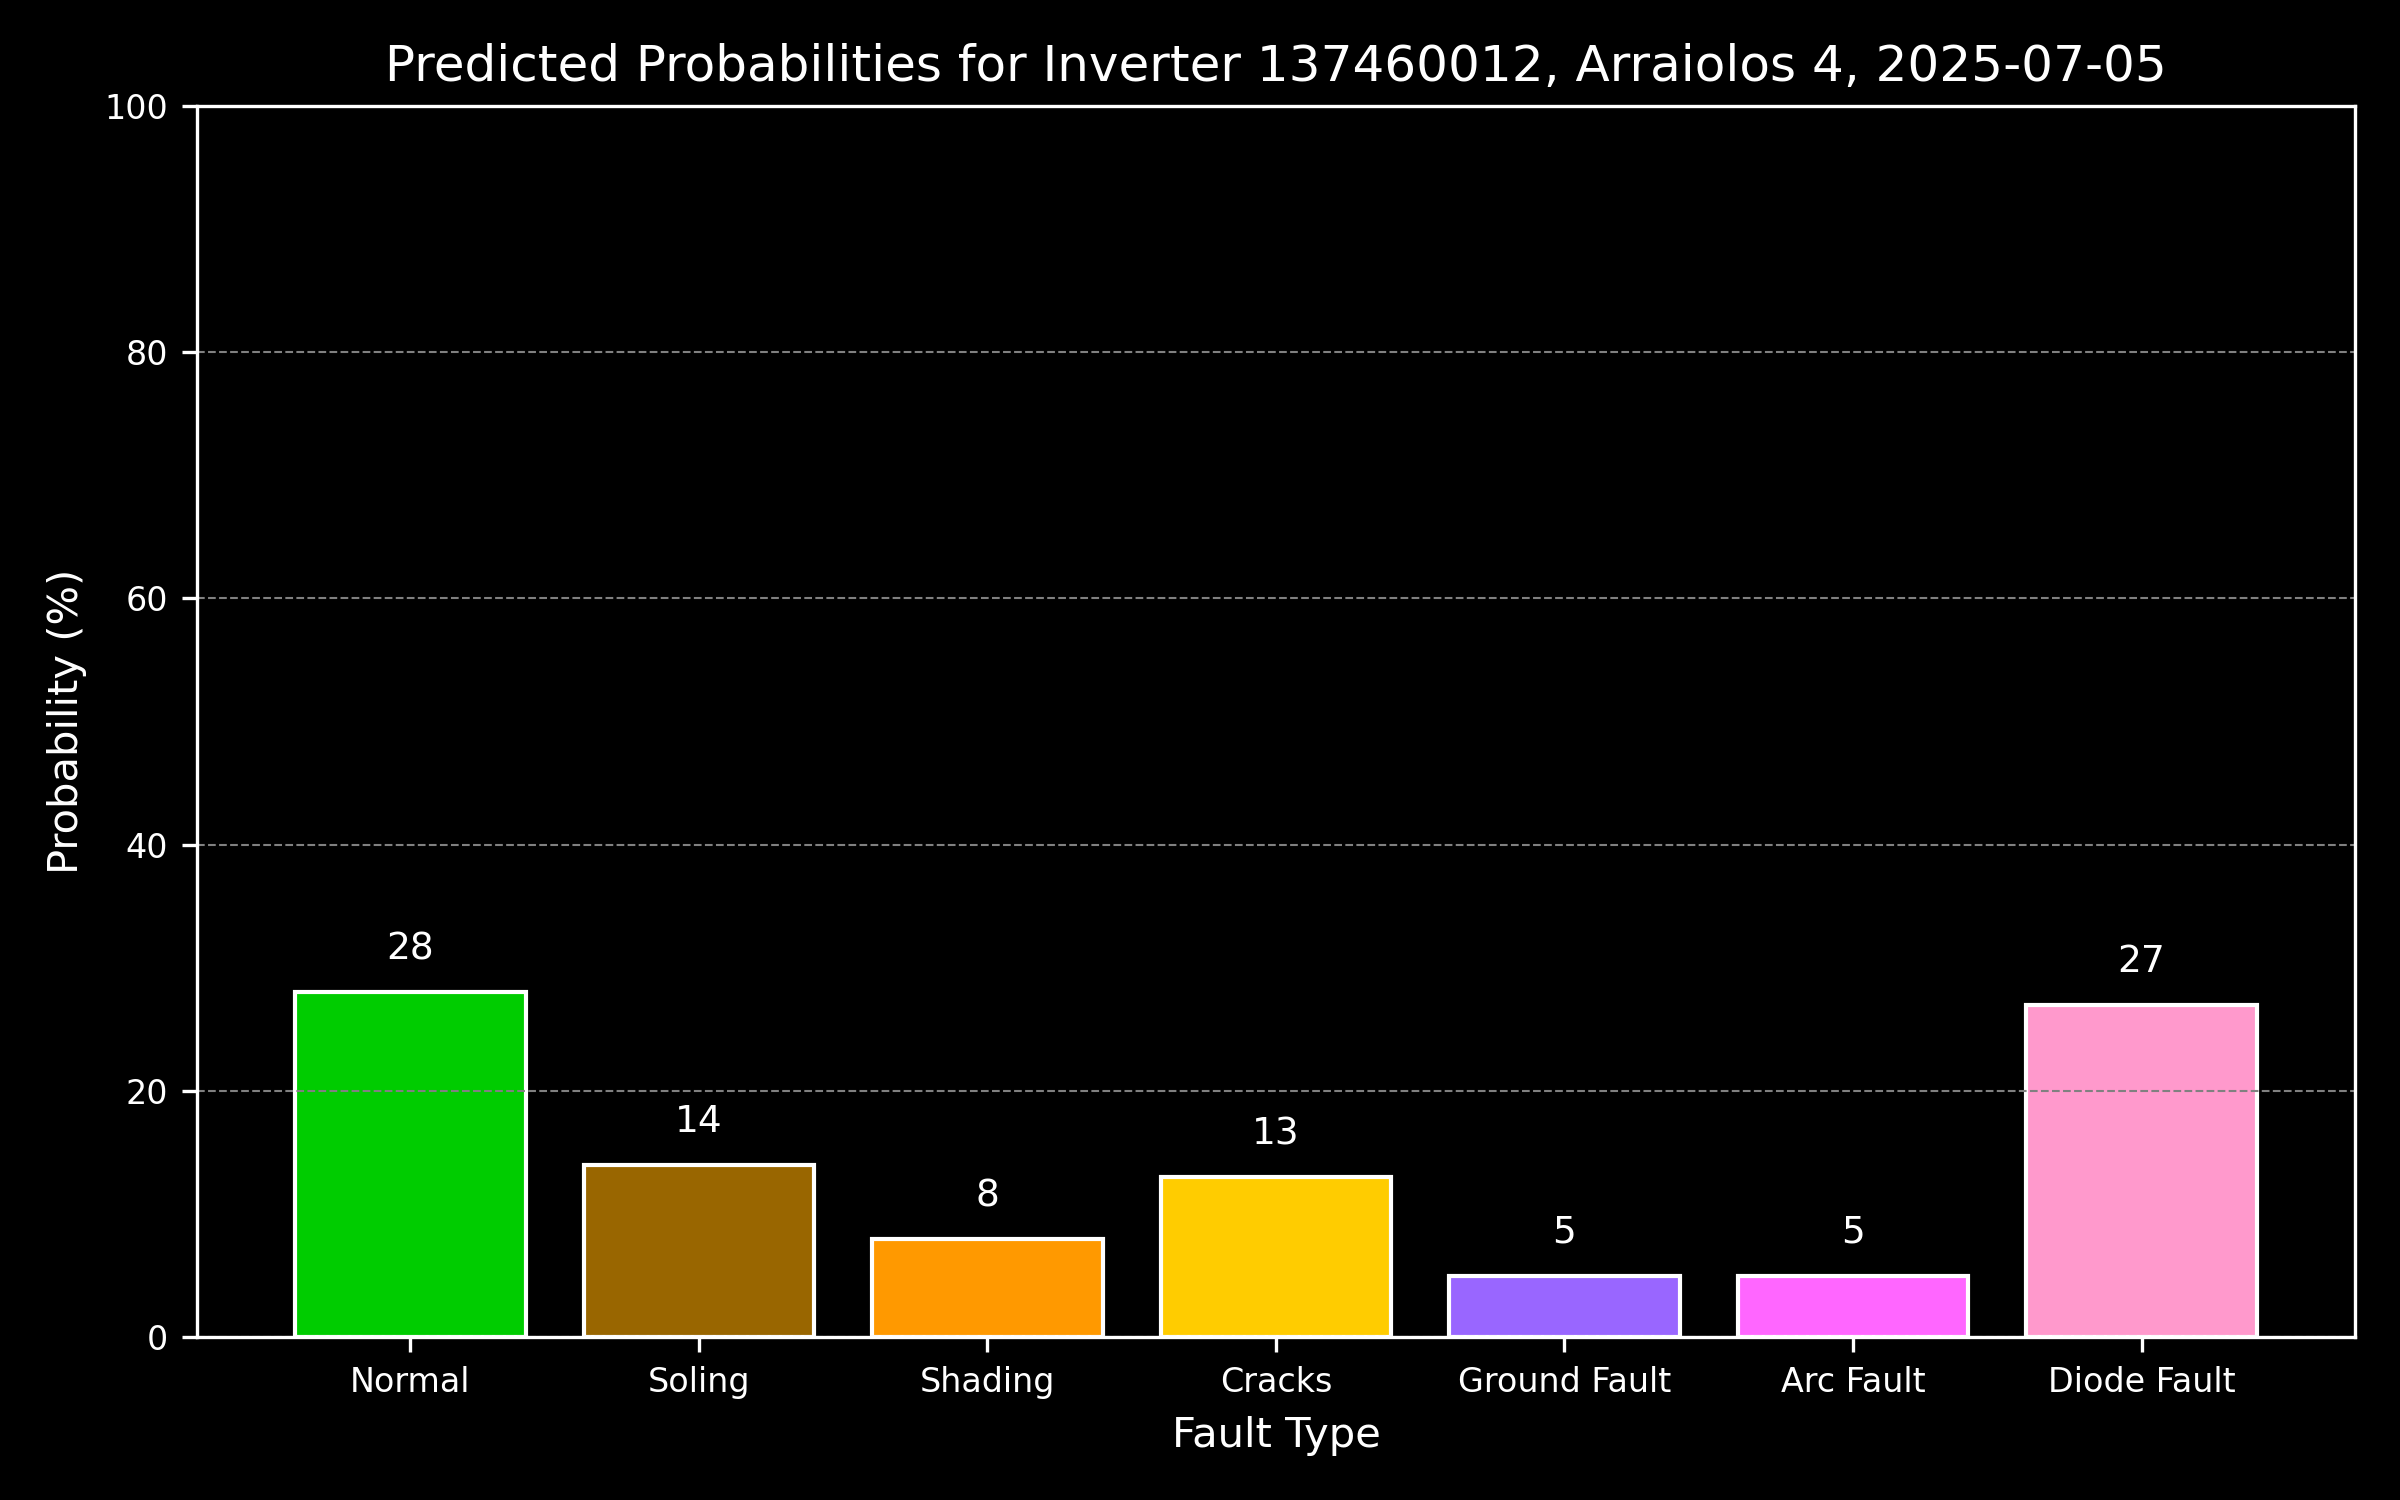 Predicted Probabilities for Inverter 137460012, Arraiolos 4, 2025-07-05
100
80
60
40
20
0
Probability (%)
28
14
8
13
5
5
27
Normal
Soling
Shading
Cracks
Ground Fault
Arc Fault
Diode Fault
Fault Type